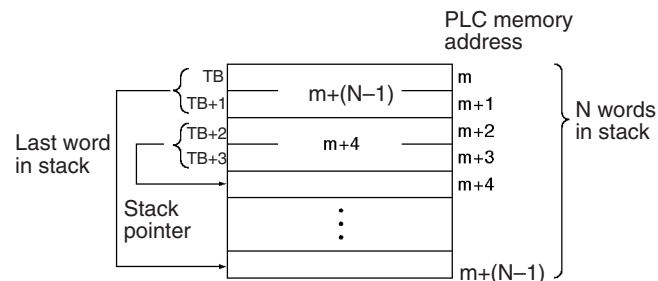 PLC memory
address
TB
m
m+(N–1)
TB+1
m+1
N words
in stack
TB+2
m+2
Last word
in stack
m+4
TB+3
m+3
m+4
Stack
pointer
m+(N–1)